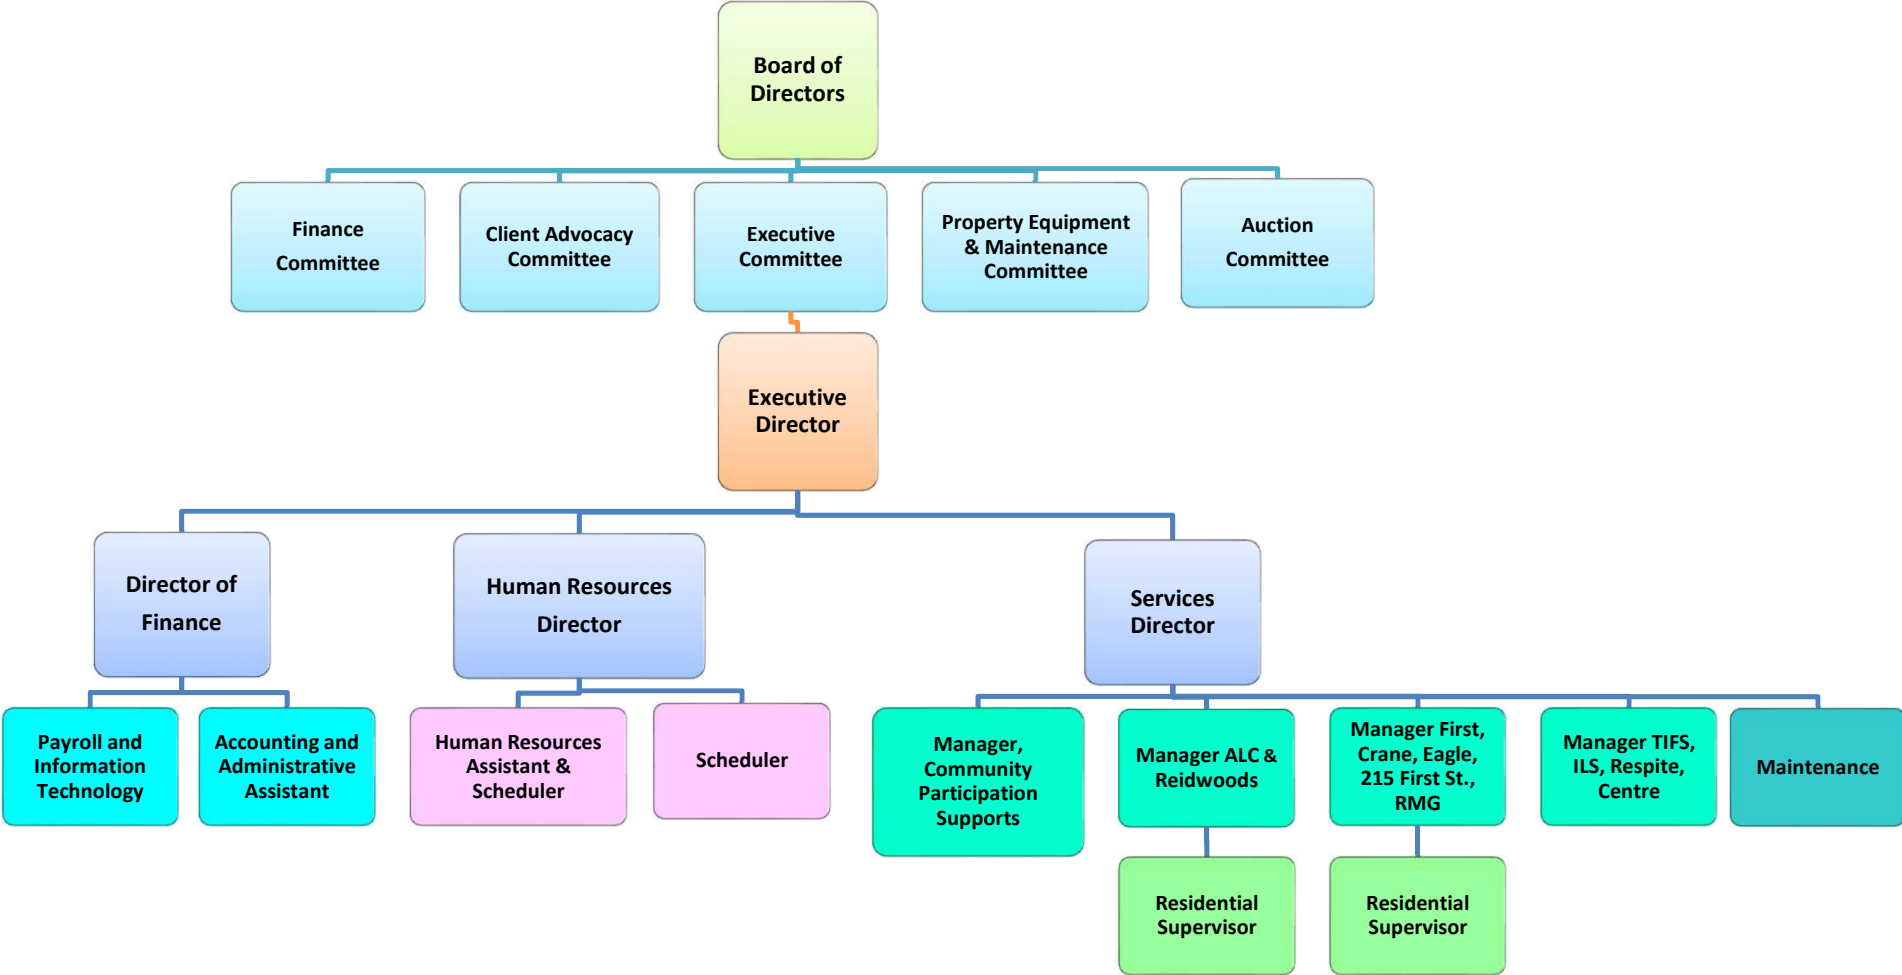 Board of
Directors
Finance
Committee
Client Advocacy
Committee
Executive
Committee
Property Equipment
& Maintenance
Committee
Auction
Committee
Executive
Director
Director of
Finance
Human Resources
Director
Services
Director
Payroll and
Information
Technology
Accounting and
Administrative
Assistant
Human Resources
Assistant &
Scheduler
Scheduler
Manager,
Community
Participation
Supports
Manager ALC &
Reidwoods
Manager First,
Crane, Eagle,
215 First St.,
RMG
Manager TIFS,
ILS, Respite,
Centre
Maintenance
Residential
Supervisor
Residential
Supervisor